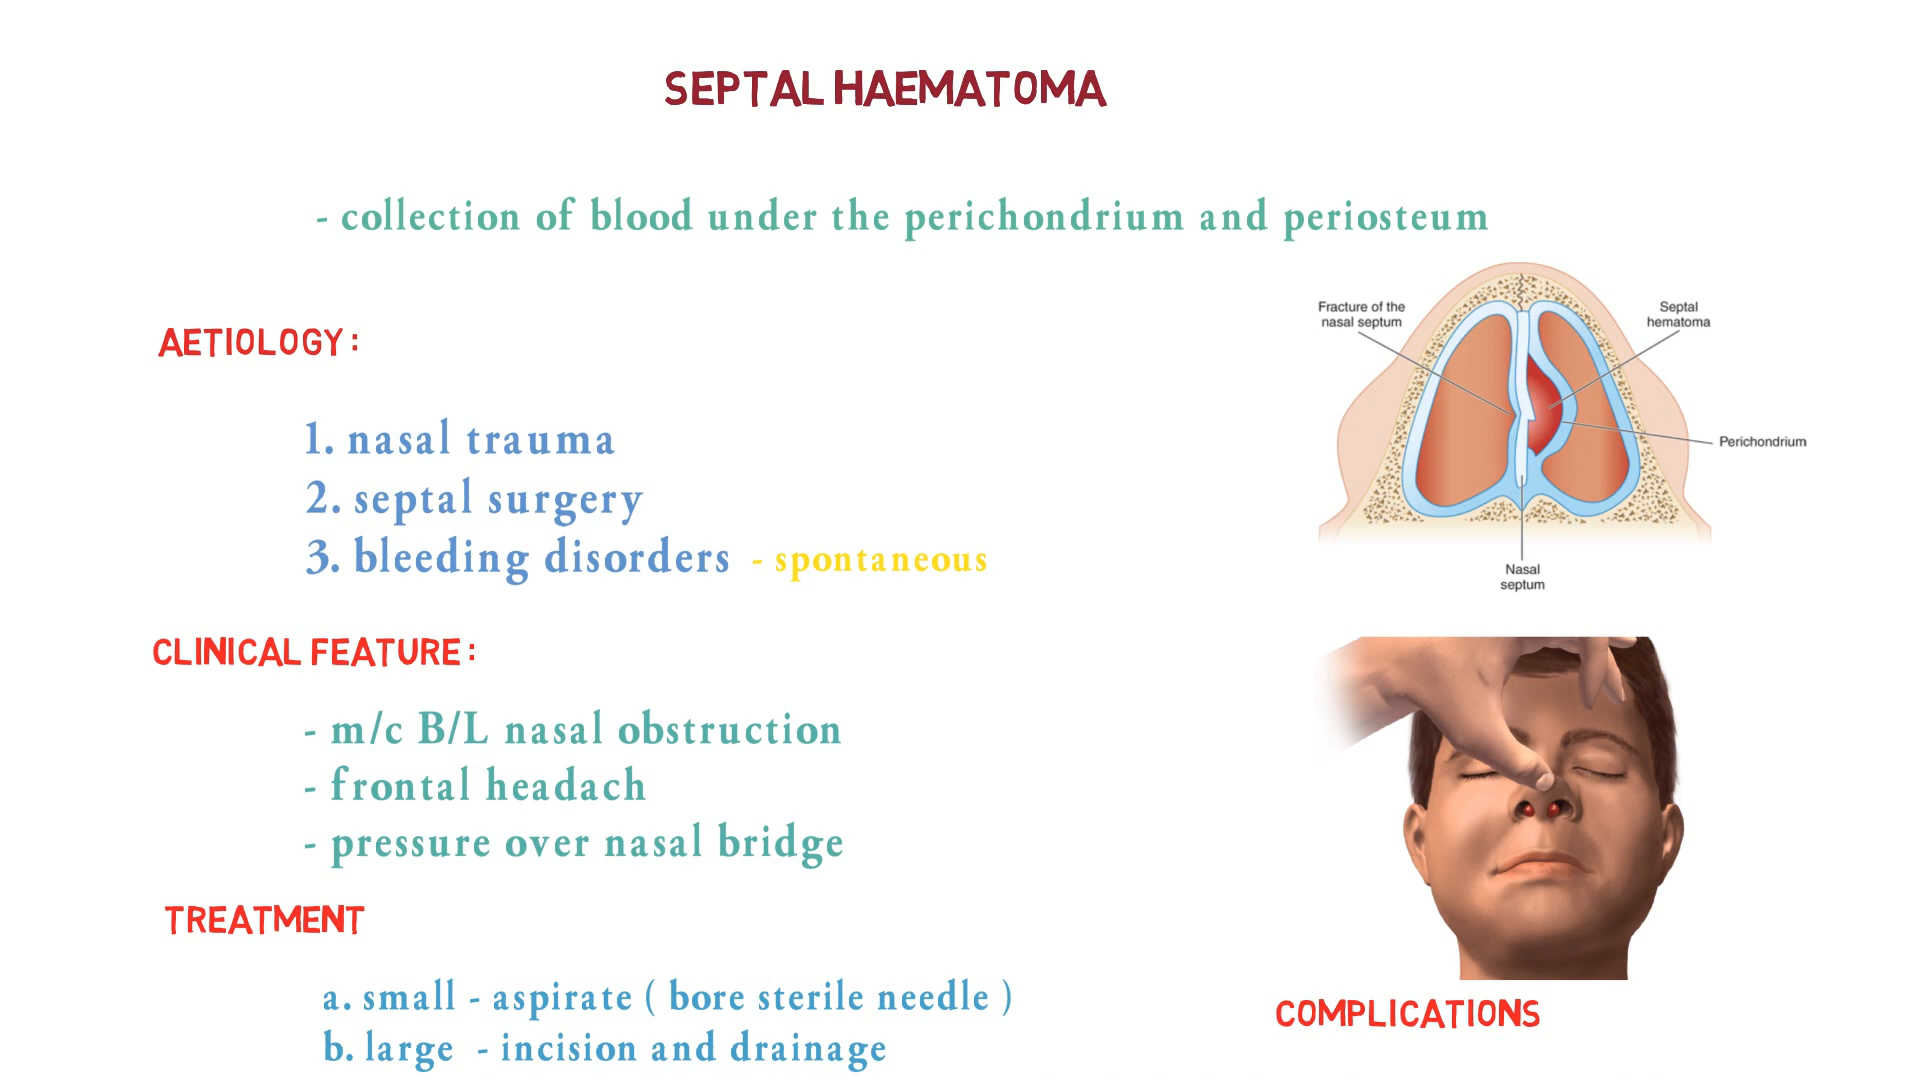 SEPTAL HAEMATOMA
- collection of blood under the perichondrium and periosteum
AETIOLOGY :
1. nasal trauma
2. septal surgery
3. bleeding disorders - spontaneous
CLINICAL FEATURE :
- m/c B/L nasal obstruction
- frontal headach
- pressure over nasal bridge
TREATMENT
a. small - aspirate ( bore sterile needle )
b. large - incision and drainage
Fracture of the
nasal septum
Septal
hematoma
Perichondrium
Nasal
septum
COMPLICATIONS